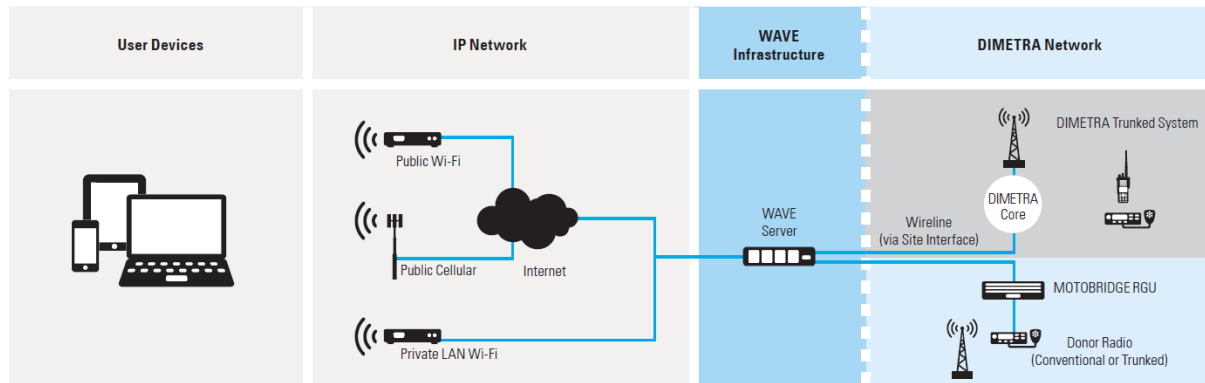 User Devices
IP Network
WAVE
Infrastructure
DIMETRA Network
Public Wi-Fi
Public Cellular
Internet
Private LAN Wi-Fi
WAVE
Server
Wireline
(via Site Interface)
DIMETRA
Core
DIMETRA Trunked System
MOTOBRIDGE RGU
Donor Radio
(Conventional or Trunked)